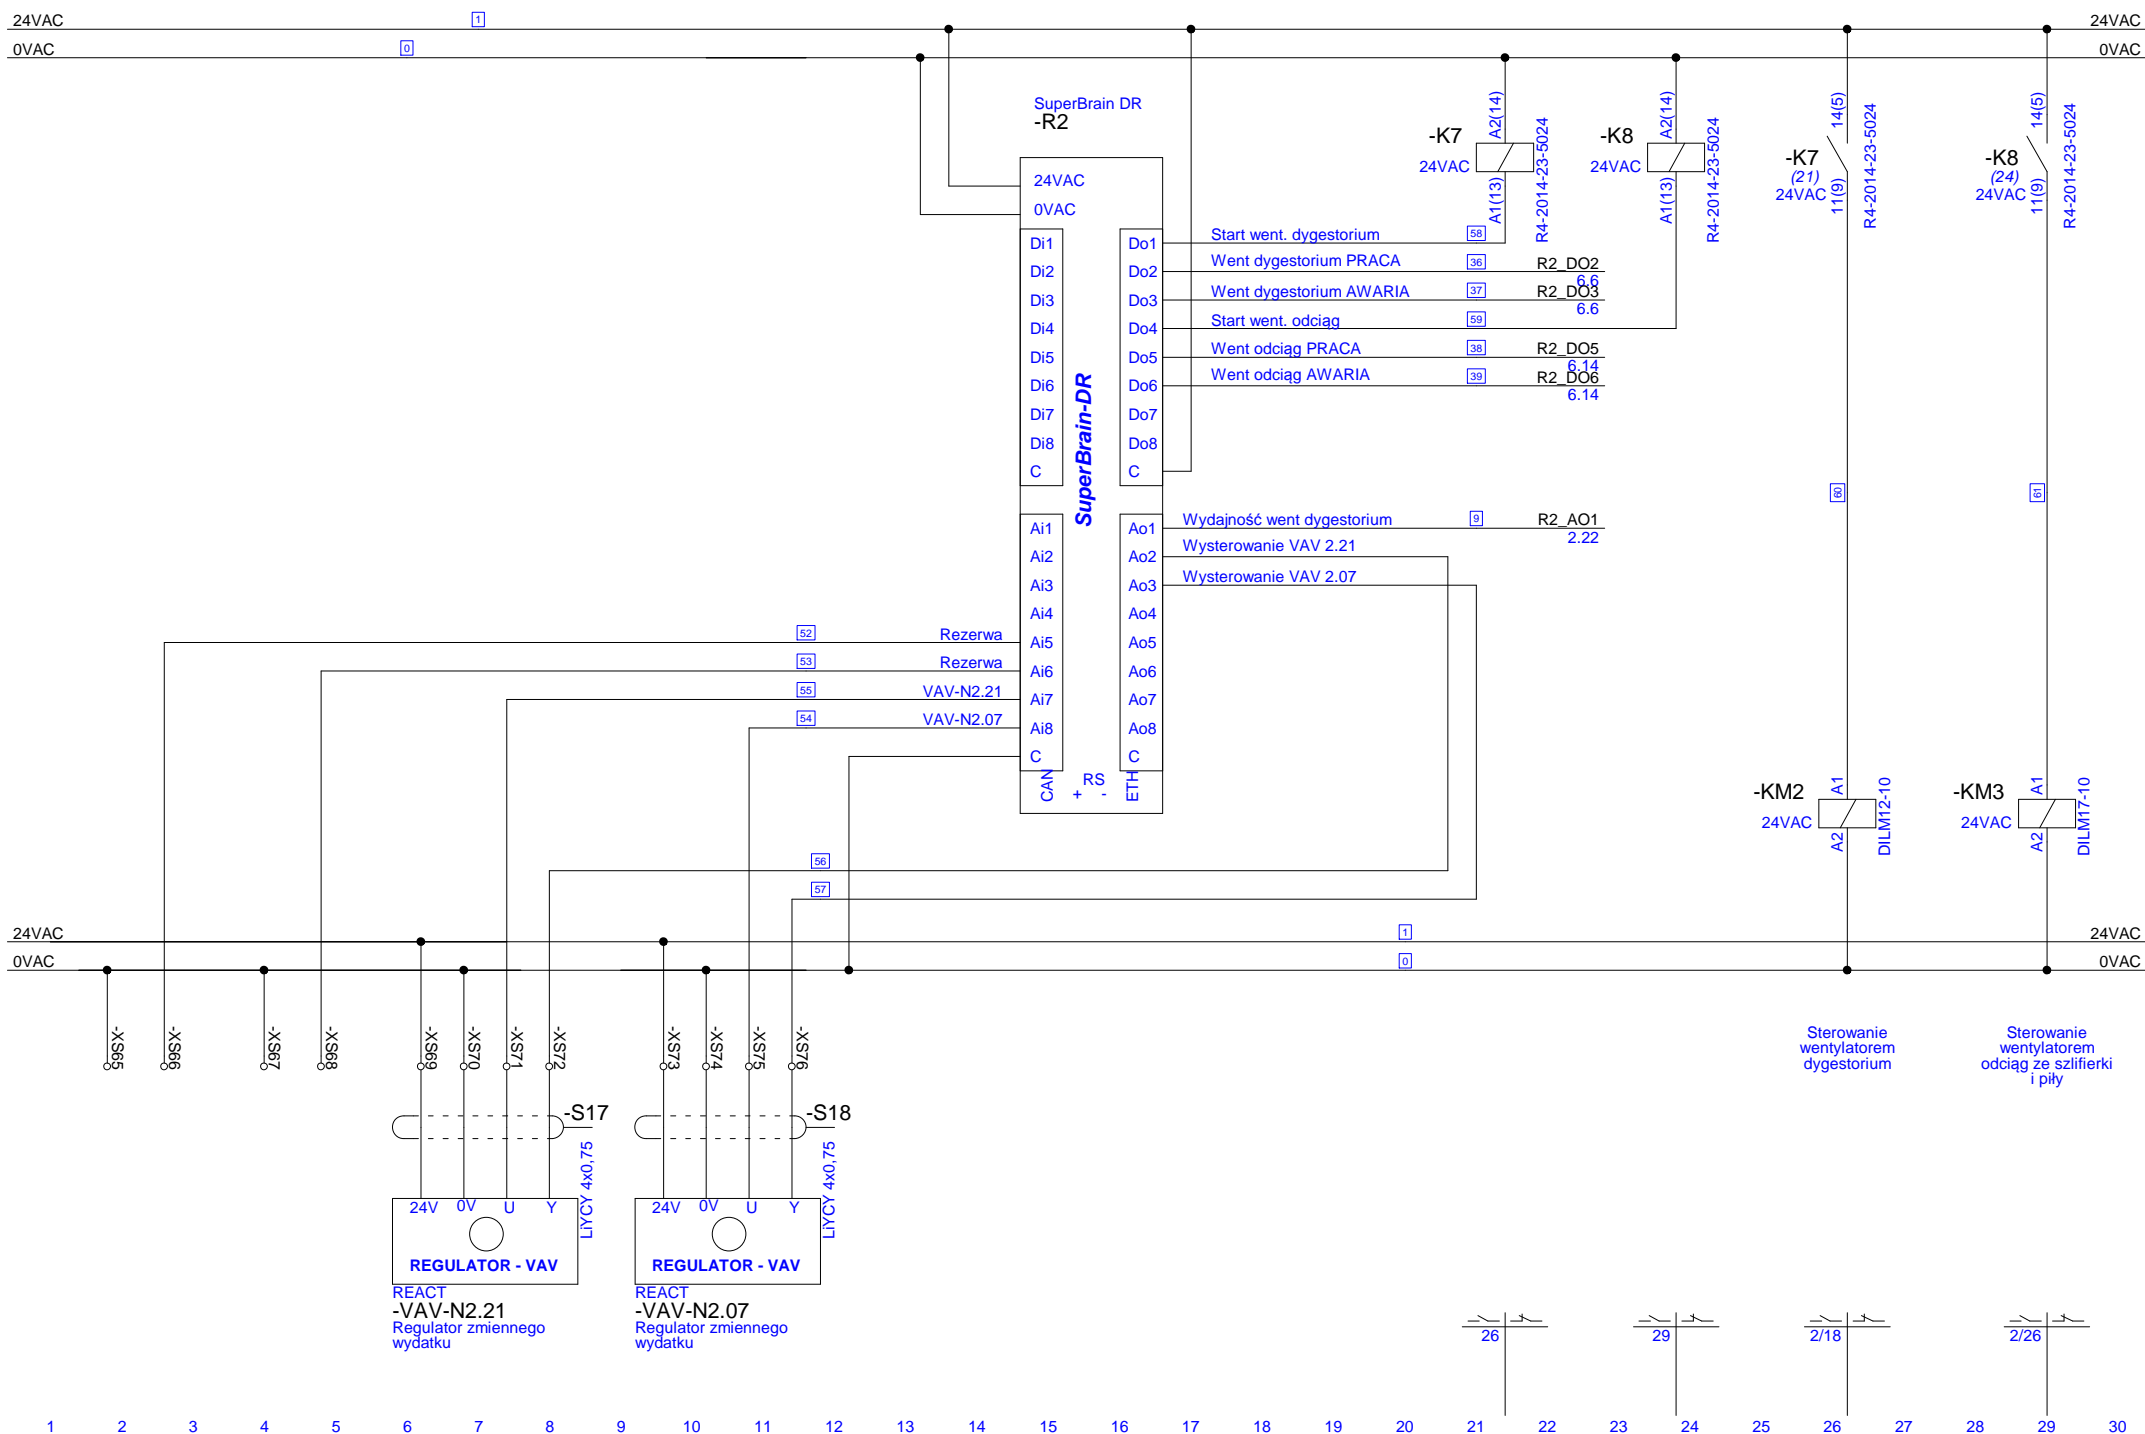 24VAC
1
24VAC
0VAC
0
0VAC
SuperBrain DR
-R2
24VAC
0VAC
Di1
Di2
Di3
Di4
Di5
Di6
Di7
Di8
C
SuperBrain-DR
Do1
Do2
Do3
Do4
Do5
Do6
Do7
Do8
C
Start went. dygestorium
58
Went dygestorium PRACA
36
R2_DO2
6.6
Went dygestorium AWARIA
37
R2_DO3
6.6
Start went. odciąg
59
Went odciąg PRACA
38
R2_DO5
6.14
Went odciąg AWARIA
39
R2_DO6
6.14
-K7
24VAC
A2(14)
A1(13)
R4-2014-23-5024
-K8
24VAC
A2(14)
A1(13)
R4-2014-23-5024
-K7
(21)
24VAC
14(5)
11(9)
R4-2014-23-5024
-K8
(24)
24VAC
14(5)
11(9)
R4-2014-23-5024
60
61
Ai1
Ai2
Ai3
Ai4
Ai5
Ai6
Ai7
Ai8
C
Ao1
Ao2
Ao3
Ao4
Ao5
Ao6
Ao7
Ao8
C
CAN
RS
+ -
ETH
Wydajność went dygestorium
9
R2_AO1
2.22
Wysterowanie VAV 2.21
Wysterowanie VAV 2.07
52
Rezerwa
53
Rezerwa
55
VAV-N2.21
54
VAV-N2.07
56
57
-KM2
24VAC
A1
A2
DILM12-10
-KM3
24VAC
A1
A2
DILM17-10
24VAC
1
24VAC
0VAC
0
0VAC
-XS65
-XS66
-XS67
-XS68
-XS69
-XS70
-XS71
-XS72
-XS73
-XS74
-XS75
-XS76
Sterowanie
wentylatorem
dygestorium
Sterowanie
wentylatorem
odciąg ze szlifierki
i piły
-S17
LiYCY 4x0,75
-S18
LiYCY 4x0,75
24V 0V U Y
REGULATOR - VAV
REACT
-VAV-N2.21
Regulator zmiennego
wydatku
24V 0V U Y
REGULATOR - VAV
REACT
-VAV-N2.07
Regulator zmiennego
wydatku
26
29
2/18
2/26
1 2 3 4 5 6 7 8 9 10 11 12 13 14 15 16 17 18 19 20 21 22 23 24 25 26 27 28 29 30